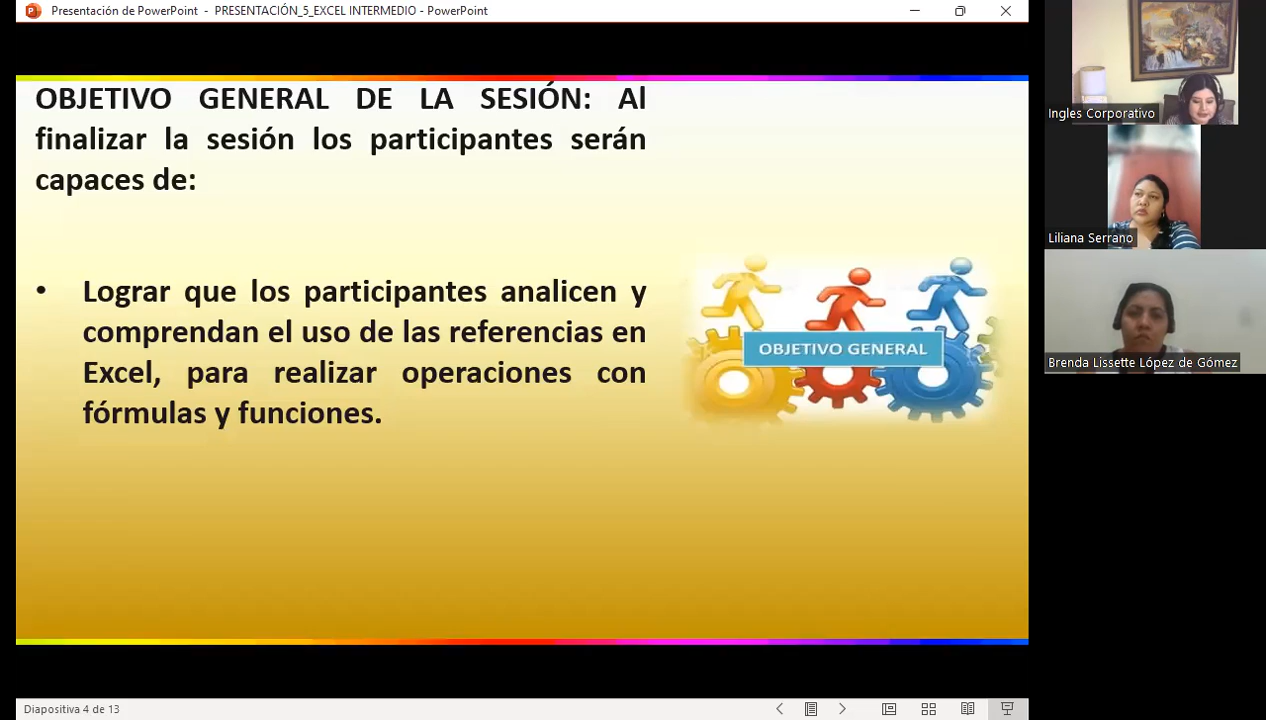 Presentación de PowerPoint - PRESENTACIÓN_5_EXCEL INTERMEDIO - PowerPoint
OBJETIVO GENERAL DE LA SESIÓN: Al
finalizar la sesión los participantes serán
capaces de:
• Lograr que los participantes analicen y
comprendan el uso de las referencias en
Excel, para realizar operaciones con
fórmulas y funciones.
OBJETIVO GENERAL
Diapositiva 4 de 13
Ingles Corporativo
Liliana Serrano
Brenda Lissette López de Gómez